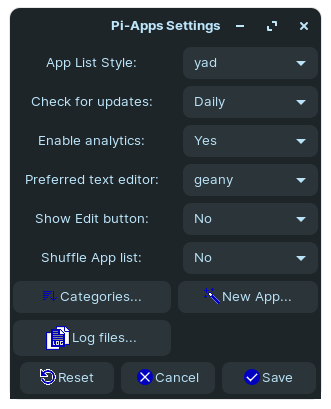 Pi-Apps Settings
App List Style: yad
Check for updates: Daily
Enable analytics: Yes
Preferred text editor: geany
Show Edit button: No
Shuffle App list: No
Categories... New App...
LOG Log files...
Reset Cancel Save